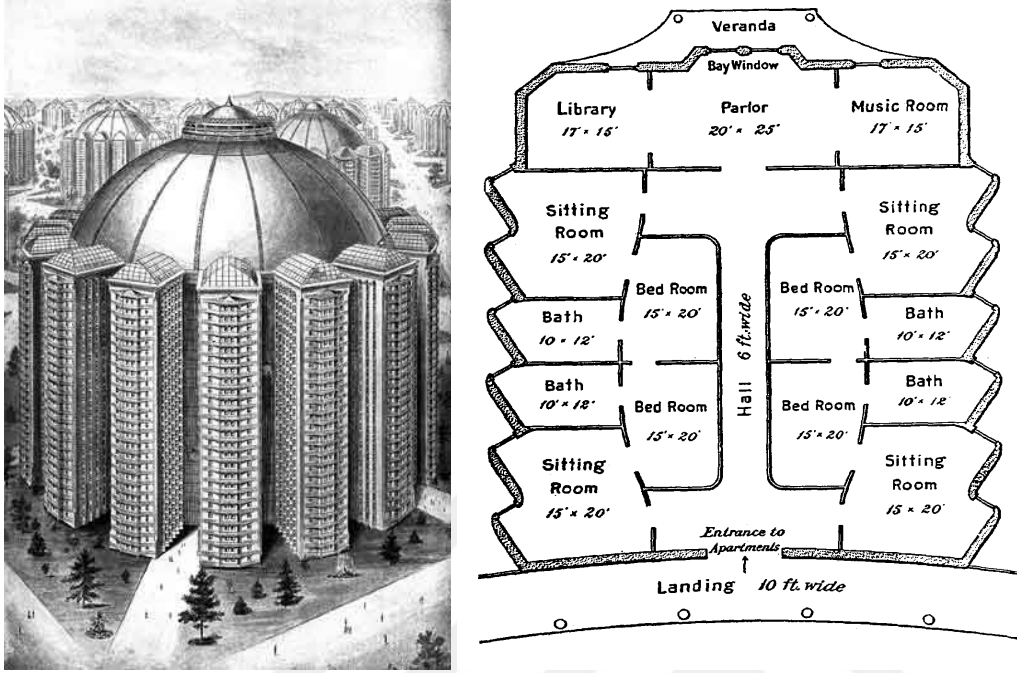 Veranda
Bay Window
Library
17' × 15'
Parlor
20' × 25'
Music Room
17' × 15'
Sitting
Room
15' × 20'
Sitting
Room
15' × 20'
Bed Room
15' × 20'
Bed Room
15' × 20'
Bath
10 × 12'
Bath
10' × 12'
Hall 6 ft. wide
Bath
10' × 12'
Bath
10' × 12'
Bed Room
15' × 20'
Bed Room
15' × 20'
Sitting
Room
15' × 20'
Sitting
Room
15 × 20'
Entrance to
Apartments
Landing 10 ft. wide